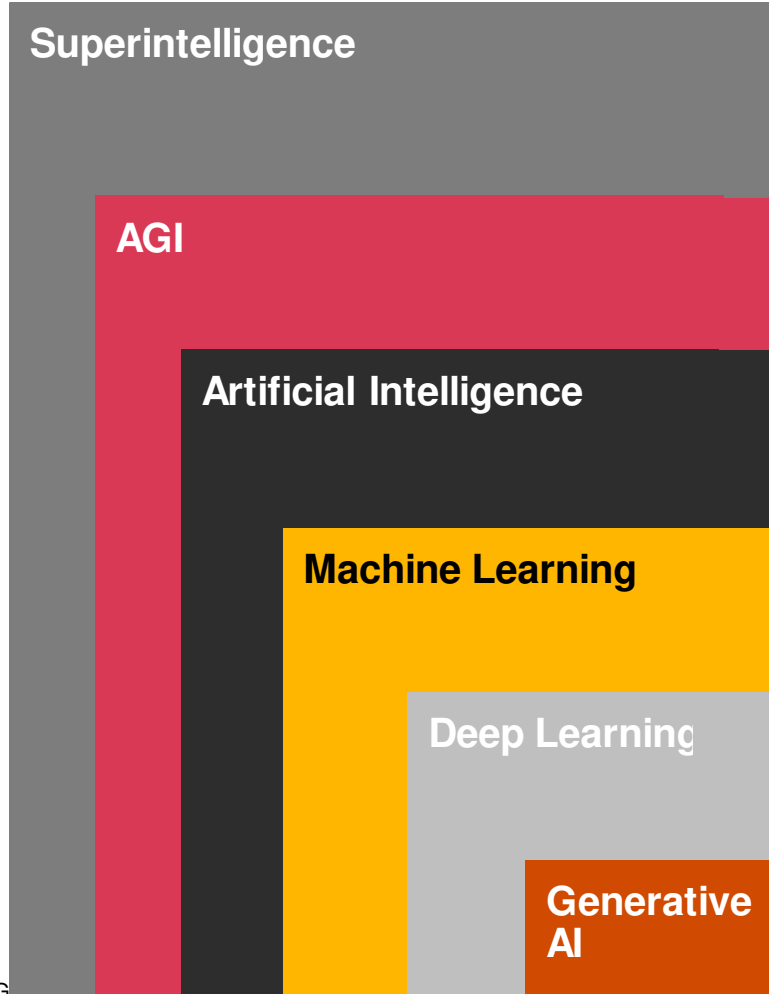 Superintelligence
AGI
Artificial Intelligence
Machine Learning
Deep Learning
Generative
AI
G